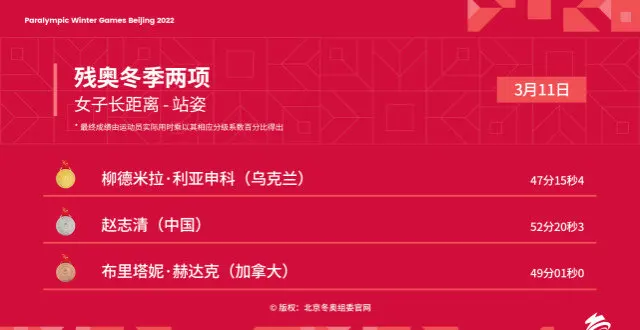 Paralympic Winter Games Beijing 2022
残奥冬季两项
女子长距离 - 站姿
3月11日
* 最终成绩由运动员实际用时乘以其相应分级系数百分比得出
柳德米拉·利亚申科（乌克兰） 47分15秒4
赵志清（中国） 52分20秒3
布里塔妮·赫达克（加拿大） 49分01秒0
© 版权：北京冬奥组委官网